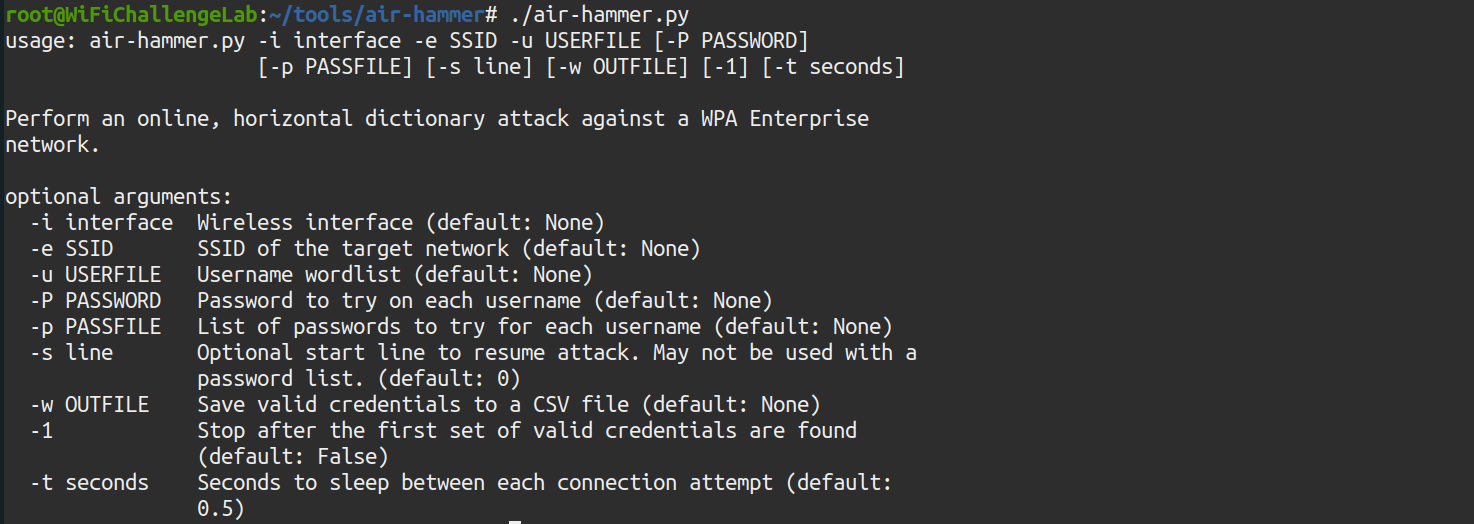 root@WiFiChallengeLab:~/tools/air-hammer# ./air-hammer.py
usage: air-hammer.py -i interface -e SSID -u USERFILE [-P PASSWORD]
[-p PASSFILE] [-s line] [-w OUTFILE] [-1] [-t seconds]
Perform an online, horizontal dictionary attack against a WPA Enterprise
network.
optional arguments:
-i interface  Wireless interface (default: None)
-e SSID       SSID of the target network (default: None)
-u USERFILE   Username wordlist (default: None)
-P PASSWORD   Password to try on each username (default: None)
-p PASSFILE   List of passwords to try for each username (default: None)
-s line       Optional start line to resume attack. May not be used with a
password list. (default: 0)
-w OUTFILE    Save valid credentials to a CSV file (default: None)
-1            Stop after the first set of valid credentials are found
(default: False)
-t seconds    Seconds to sleep between each connection attempt (default:
0.5)